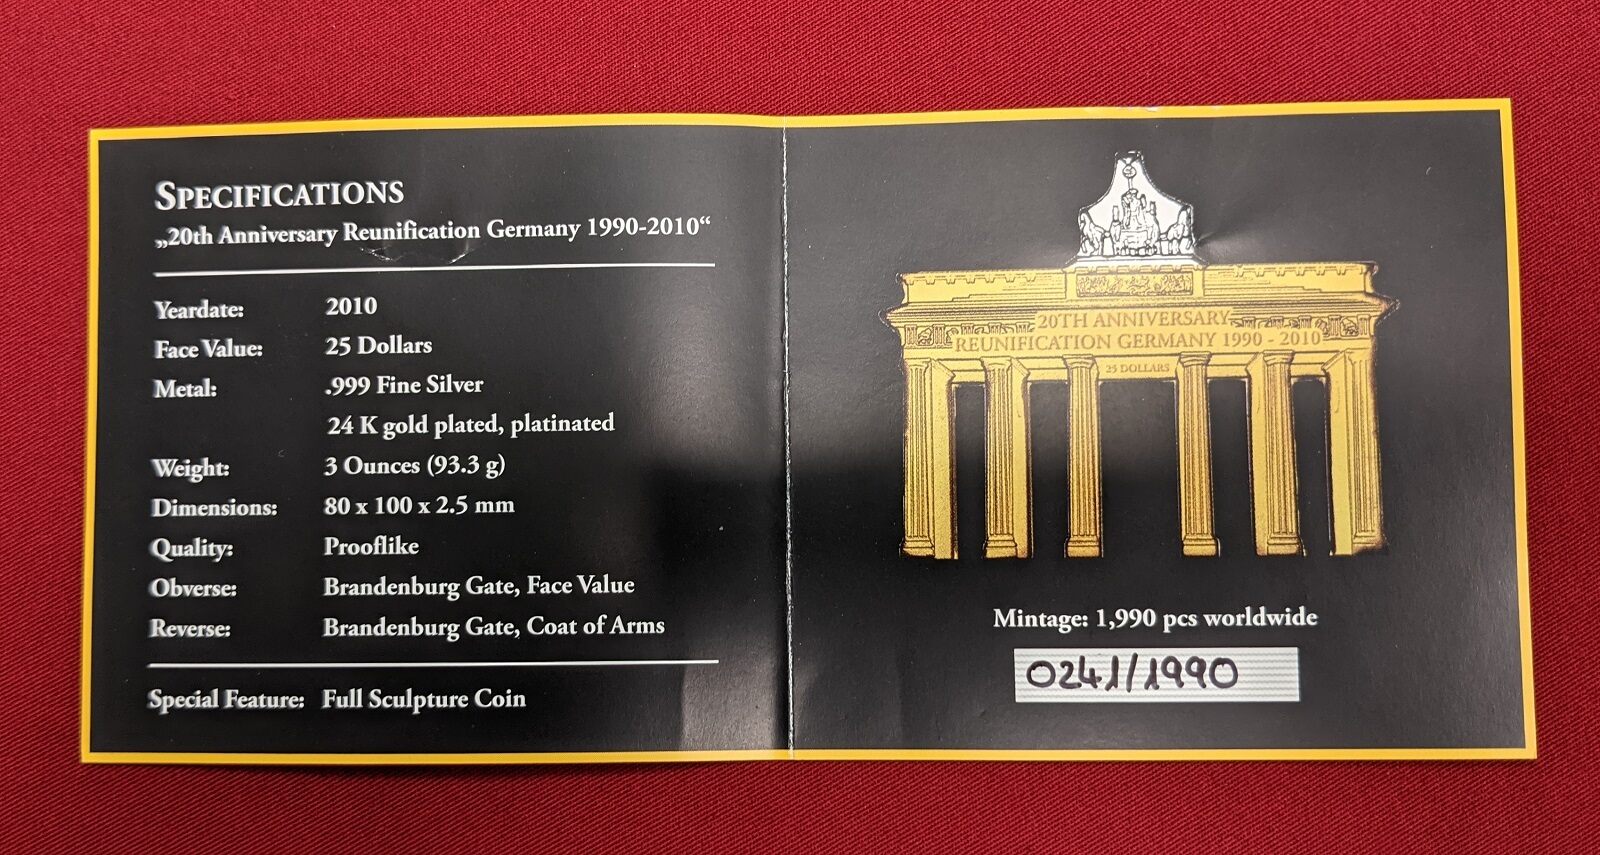 SPECIFICATIONS
„20th Anniversary Reunification Germany 1990-2010“
Yeardate: 2010
Face Value: 25 Dollars
Metal: .999 Fine Silver
24 K gold plated, platinated
Weight: 3 Ounces (93.3 g)
Dimensions: 80 x 100 x 2.5 mm
Quality: Prooflike
Obverse: Brandenburg Gate, Face Value
Reverse: Brandenburg Gate, Coat of Arms
Special Feature: Full Sculpture Coin
20TH ANNIVERSARY
REUNIFICATION GERMANY 1990 - 2010
25 DOLLARS
Mintage: 1,990 pcs worldwide
0241/1990